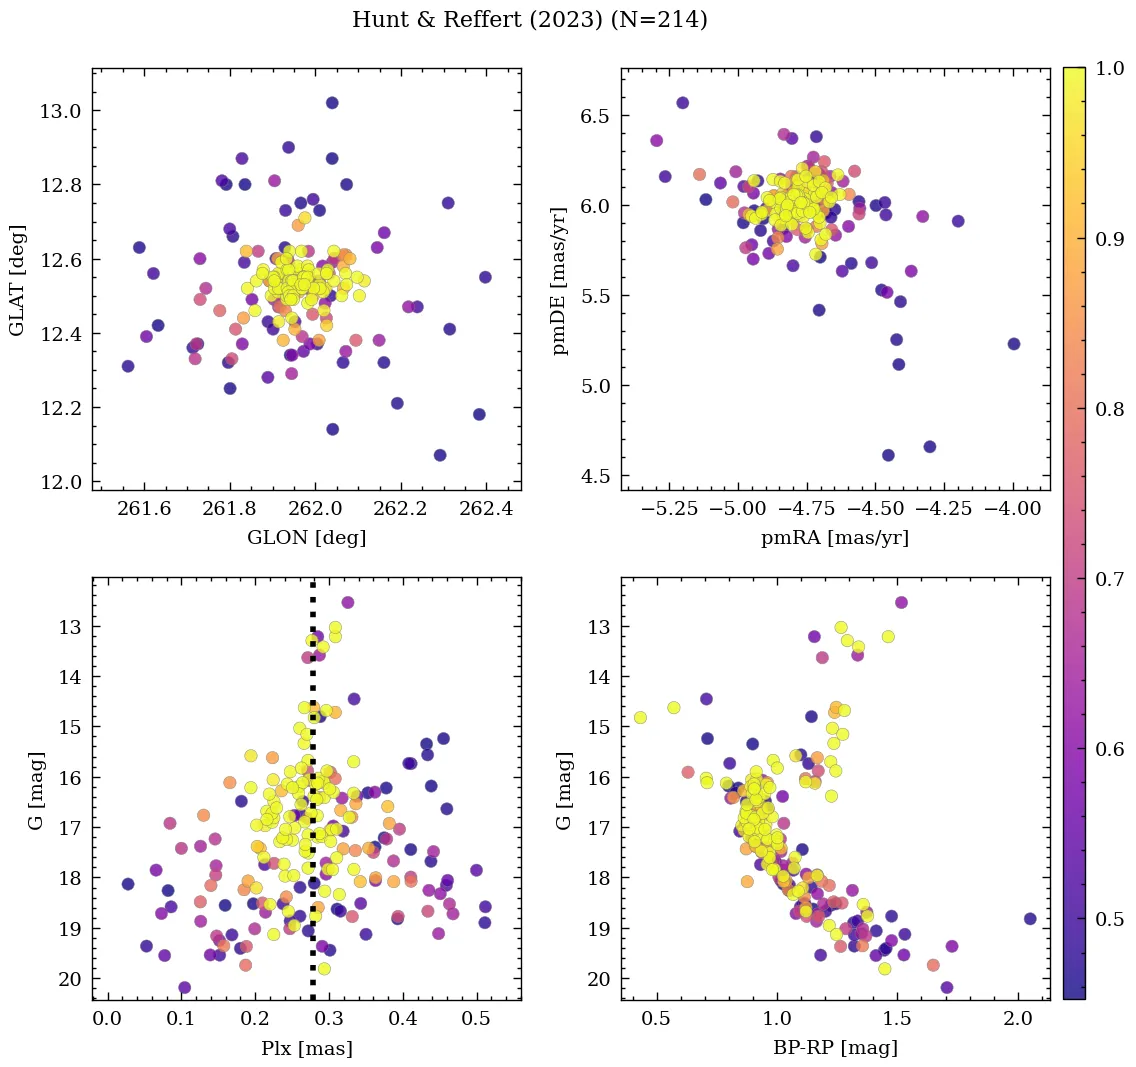 Hunt & Reffert (2023) (N=214)
13.0
12.8
12.6
12.4
12.2
12.0
GLAT [deg]
261.6 261.8 262.0 262.2 262.4
GLON [deg]
6.5
6.0
5.5
5.0
4.5
pmDE [mas/yr]
−5.25 −5.00 −4.75 −4.50 −4.25 −4.00
pmRA [mas/yr]
1.0
0.9
0.8
0.7
0.6
0.5
13
14
15
16
17
18
19
20
G [mag]
0.0 0.1 0.2 0.3 0.4 0.5
Plx [mas]
13
14
15
16
17
18
19
20
G [mag]
0.5 1.0 1.5 2.0
BP-RP [mag]